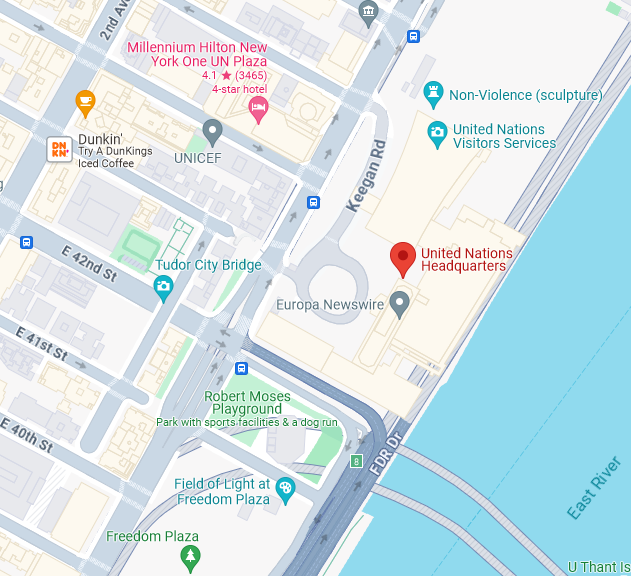 2nd Av
Millennium Hilton New
York One UN Plaza
4.1 ★ (3465)
4-star hotel
Non-Violence (sculpture)
United Nations
Visitors Services
DN
KN'
Dunkin'
Try A DunKings
Iced Coffee
UNICEF
Keegan Rd
g
E 42nd St
Tudor City Bridge
United Nations
Headquarters
Europa Newswire
E 41st St
Robert Moses
Playground
Park with sports facilities & a dog run
E 40th St
8
FDR Dr
Field of Light at
Freedom Plaza
East River
Freedom Plaza
U Thant Is